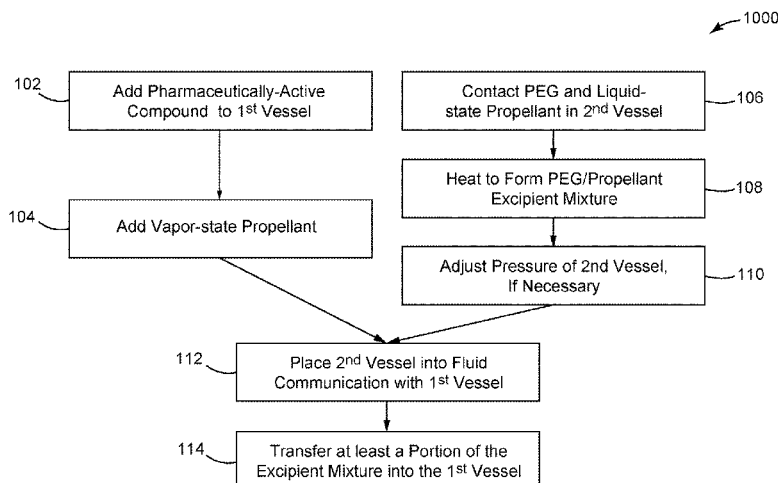 1000
102
Add Pharmaceutically-Active
Compound to 1st Vessel
Contact PEG and Liquid-
state Propellant in 2nd Vessel
106
104
Add Vapor-state Propellant
Heat to Form PEG/Propellant
Excipient Mixture
108
Adjust Pressure of 2nd Vessel,
If Necessary
110
112
Place 2nd Vessel into Fluid
Communication with 1st Vessel
114
Transfer at least a Portion of the
Excipient Mixture into the 1st Vessel